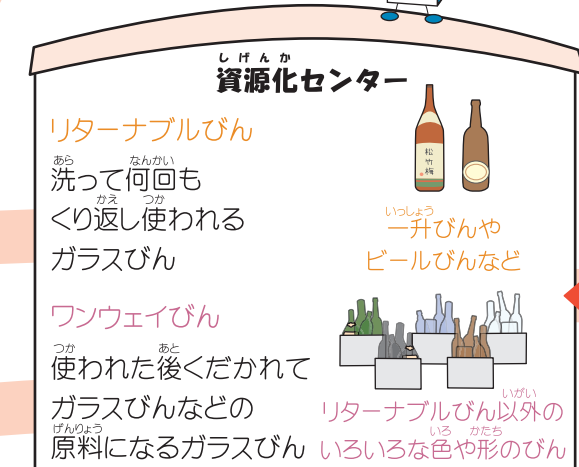 しげんか
資源化センター
リターナブルびん
あら なんかい
洗って何回も
かえ つか
くり返し使われる
ガラスびん
松竹梅
いっしょう
一升びんや
ビールびんなど
ワンウェイびん
つか あと
使われた後くだかれて
ガラスびんなどの
げんりょう
原料になるガラスびん
いがい
リターナブルびん以外の
いろ かたち
いろいろな色や形のびん